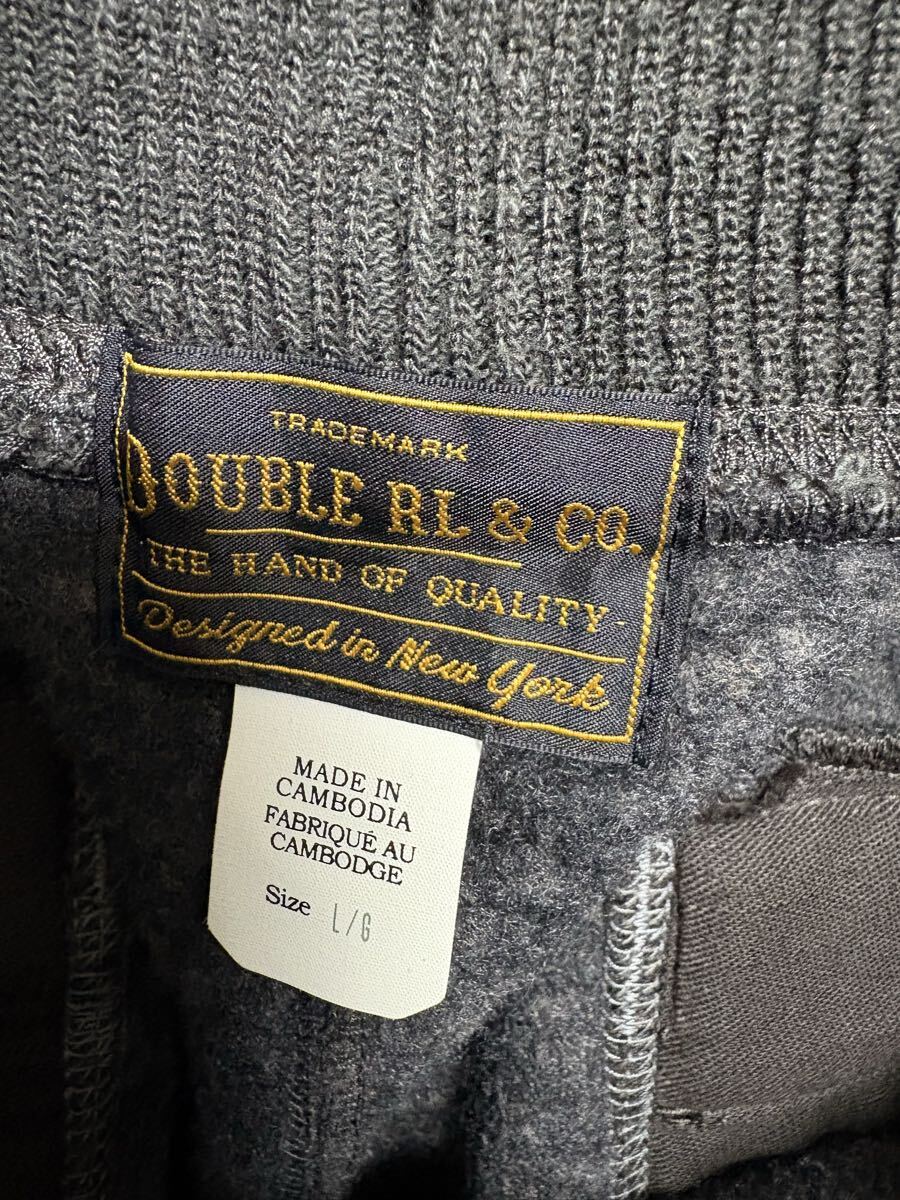 TRADEMARK
DOUBLE RL & CO.
THE HAND OF QUALITY
Designed in New York
MADE IN
CAMBODIA
FABRIQUÉ AU
CAMBODGE
Size L/G